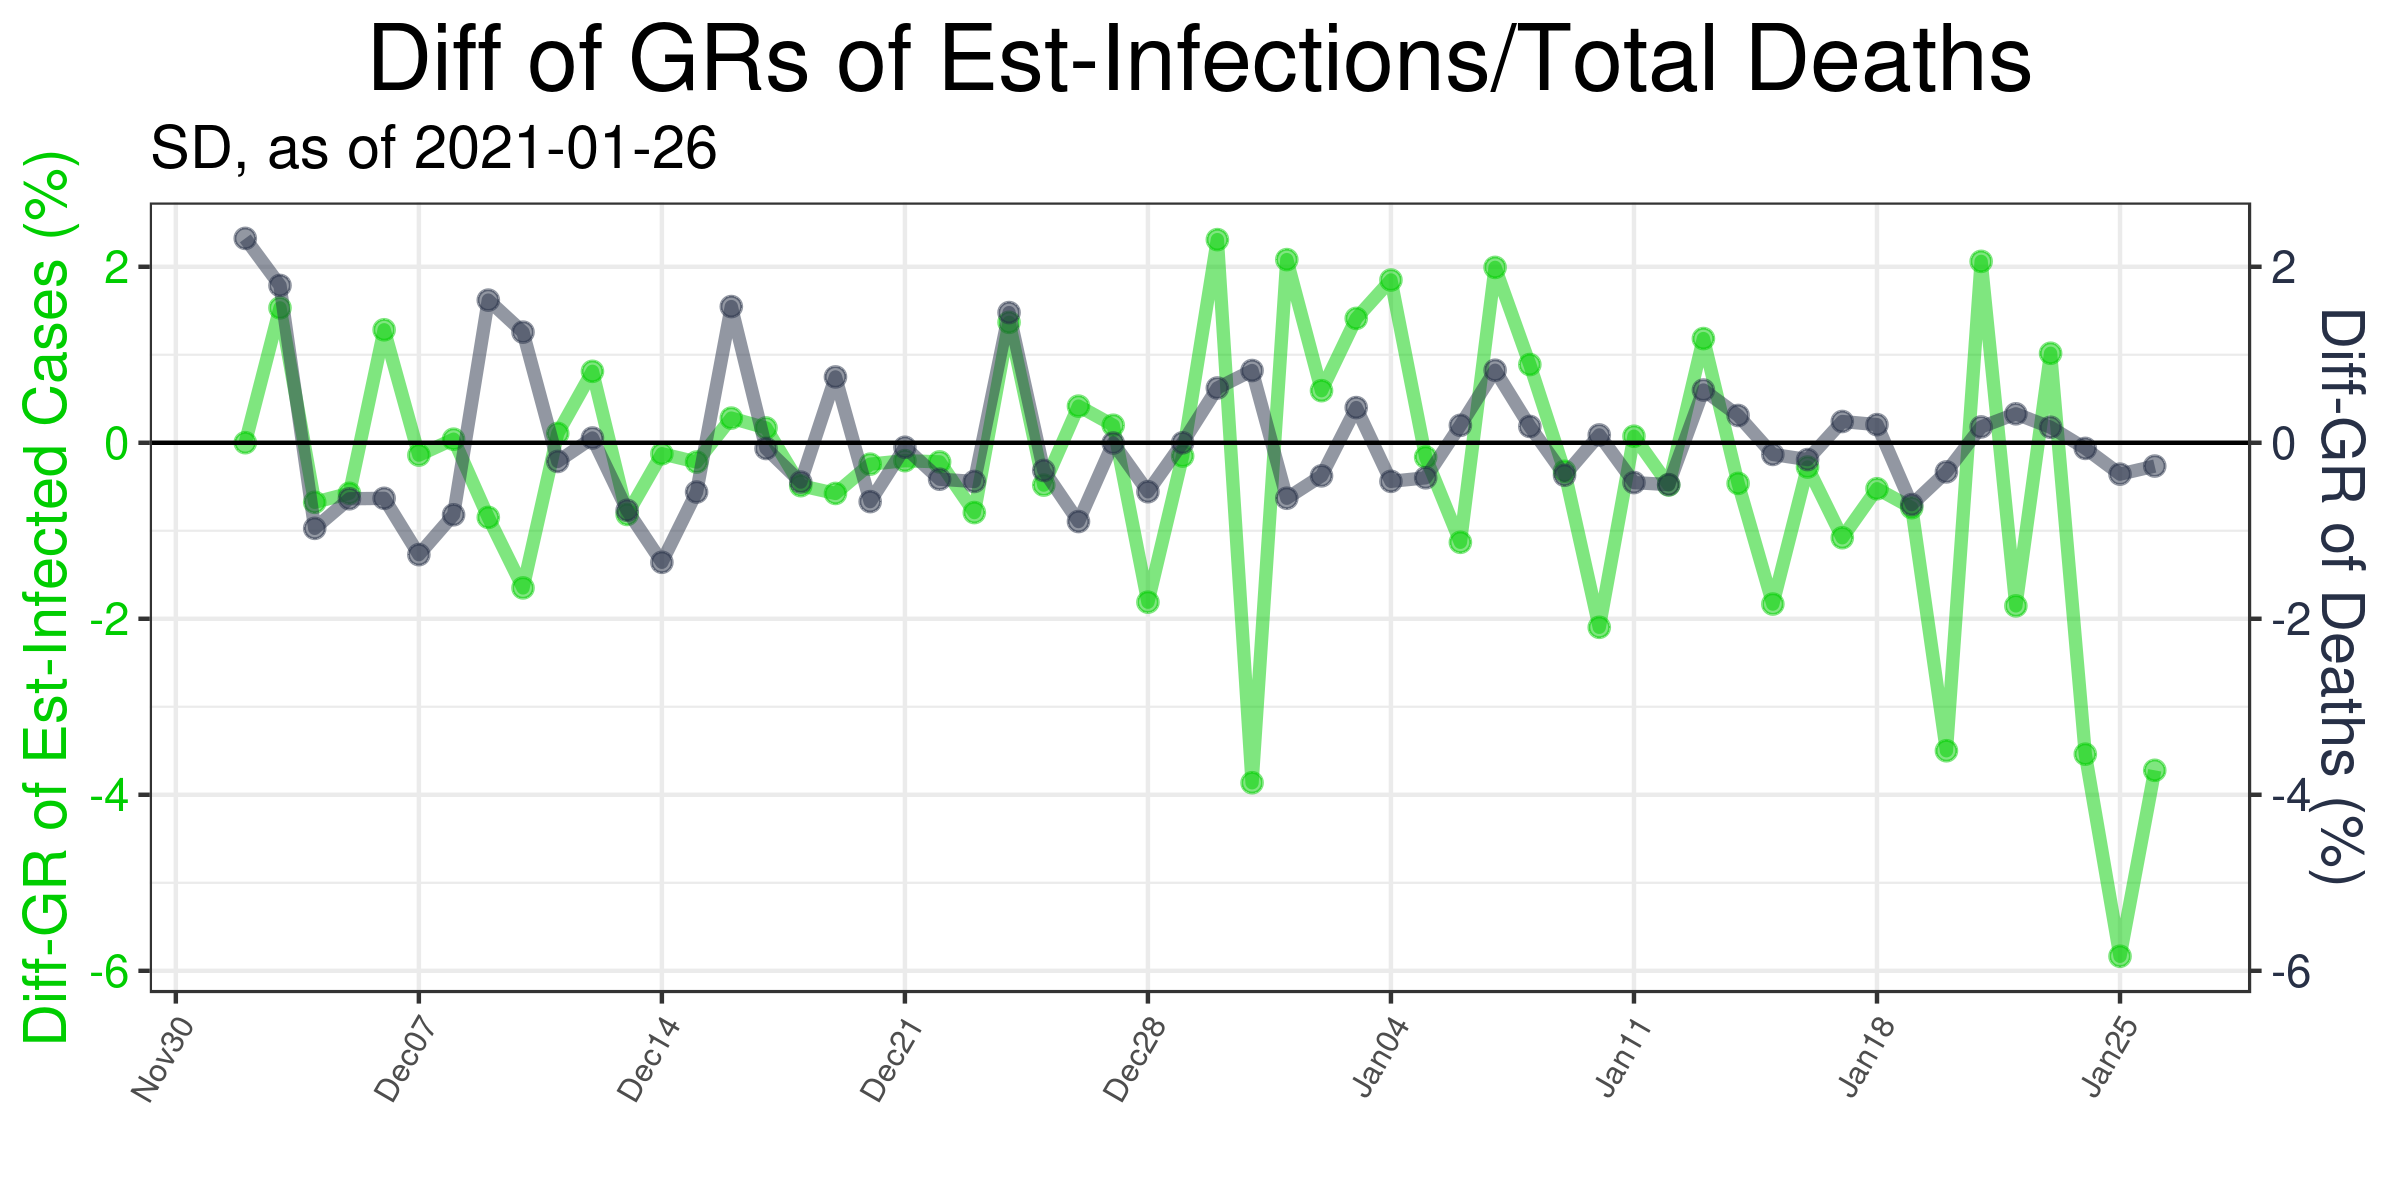 Diff of GRs of Est-Infections/Total Deaths
SD, as of 2021-01-26
Diff-GR of Est-Infected Cases (%)
2
0
-2
-4
-6
2
0
-2
-4
-6
Diff-GR of Deaths (%)
Nov30
Dec07
Dec14
Dec21
Dec28
Jan04
Jan11
Jan18
Jan25